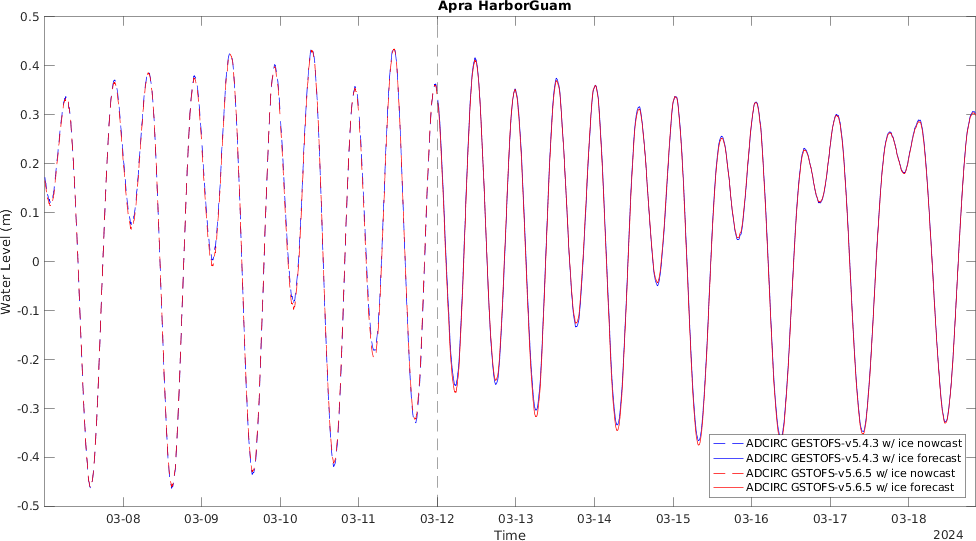 Apra HarborGuam
0.5
0.4
0.3
0.2
0.1
0
-0.1
-0.2
-0.3
-0.4
-0.5
Water Level (m)
ADCIRC GESTOFS-v5.4.3 w/ ice nowcast
ADCIRC GESTOFS-v5.4.3 w/ ice forecast
ADCIRC GSTOFS-v5.6.5 w/ ice nowcast
ADCIRC GSTOFS-v5.6.5 w/ ice forecast
03-08 03-09 03-10 03-11 03-12 03-13 03-14 03-15 03-16 03-17 03-18
Time
2024